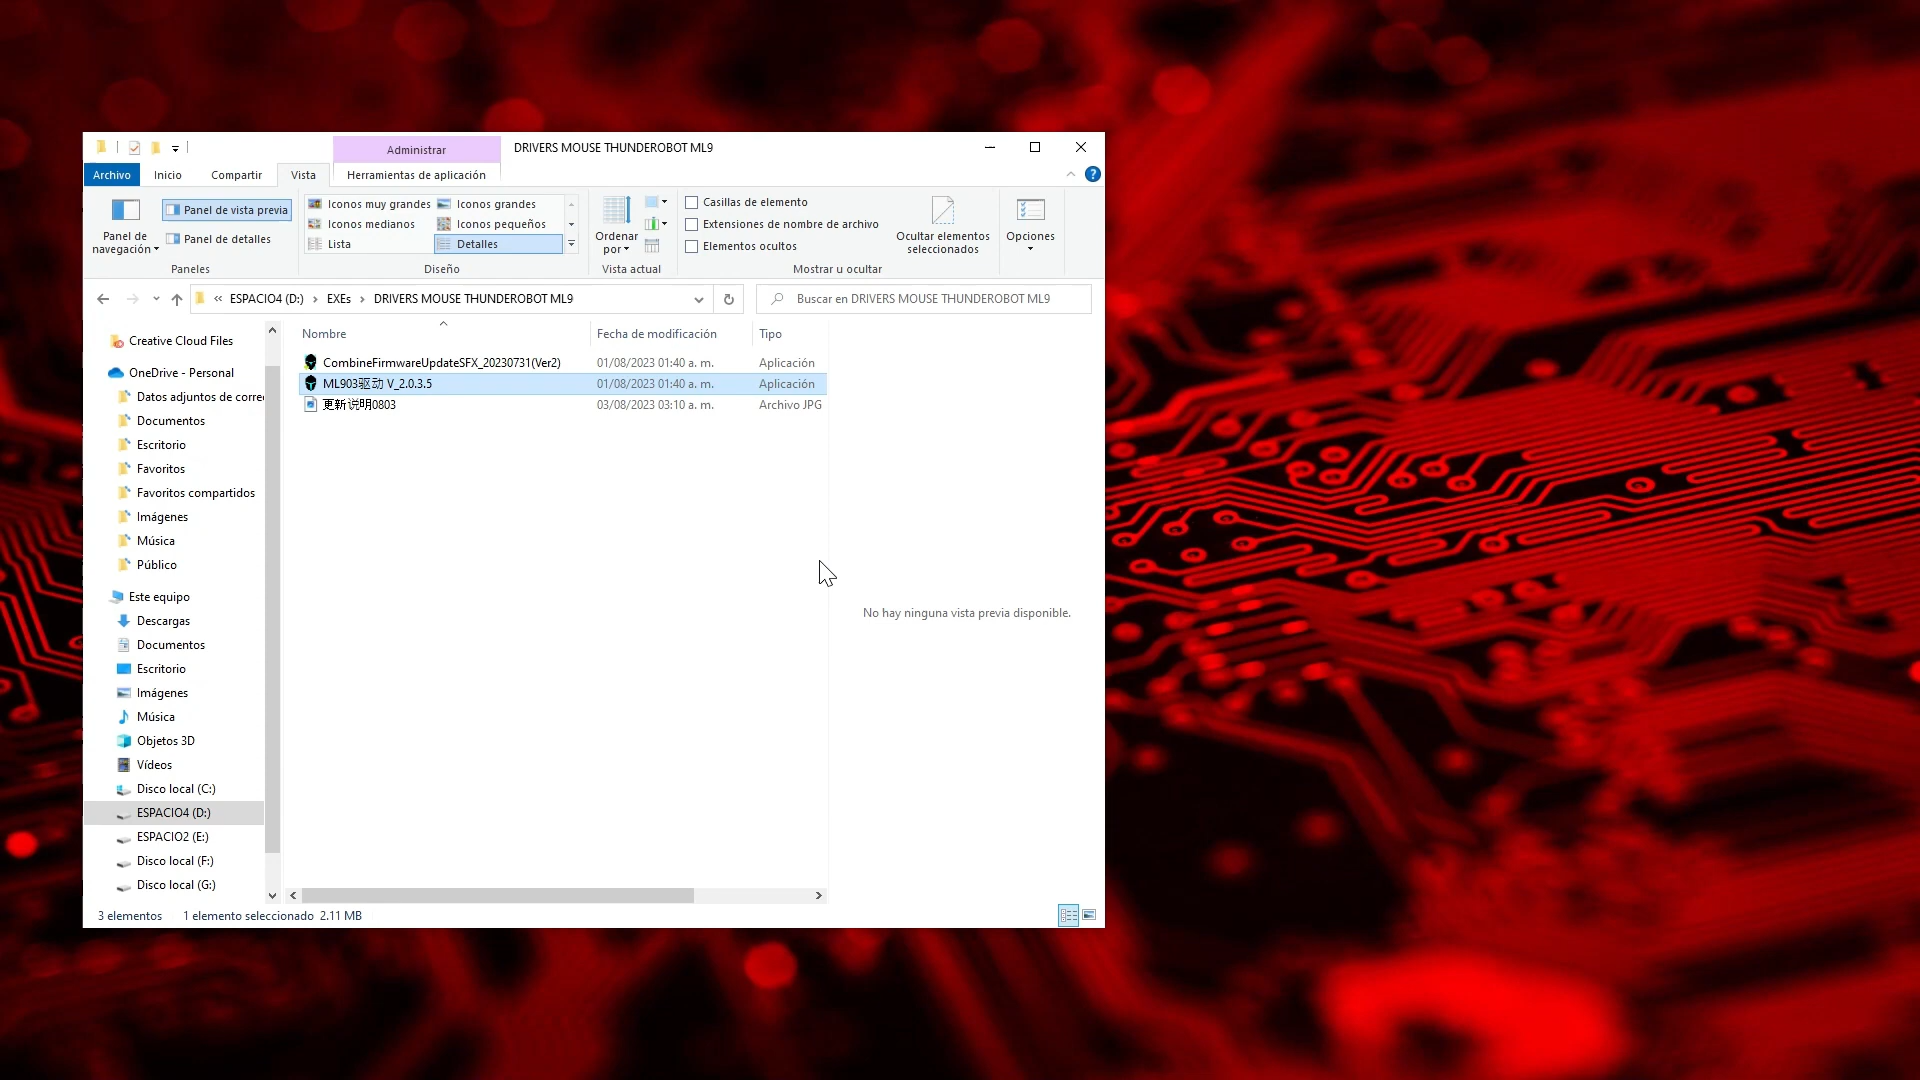 Administrar
DRIVERS MOUSE THUNDEROBOT ML9
Archivo
Inicio
Compartir
Vista
Herramientas de aplicación
Panel de navegación
Panel de vista previa
Panel de detalles
Paneles
Iconos muy grandes
Iconos grandes
Iconos medianos
Iconos pequeños
Lista
Detalles
Diseño
Ordenar por
Vista actual
Casillas de elemento
Extensiones de nombre de archivo
Elementos ocultos
Ocultar elementos seleccionados
Mostrar u ocultar
Opciones
« ESPACIO4 (D:) › EXEs › DRIVERS MOUSE THUNDEROBOT ML9
Buscar en DRIVERS MOUSE THUNDEROBOT ML9
Creative Cloud Files
OneDrive - Personal
Datos adjuntos de corre
Documentos
Escritorio
Favoritos
Favoritos compartidos
Imágenes
Música
Público
Este equipo
Descargas
Documentos
Escritorio
Imágenes
Música
Objetos 3D
Vídeos
Disco local (C:)
ESPACIO4 (D:)
ESPACIO2 (E:)
Disco local (F:)
Disco local (G:)
Nombre Fecha de modificación Tipo
CombineFirmwareUpdateSFX_20230731(Ver2) 01/08/2023 01:40 a. m. Aplicación
ML903驱动 V_2.0.3.5 01/08/2023 01:40 a. m. Aplicación
更新说明0803 03/08/2023 03:10 a. m. Archivo JPG
No hay ninguna vista previa disponible.
3 elementos 1 elemento seleccionado 2.11 MB